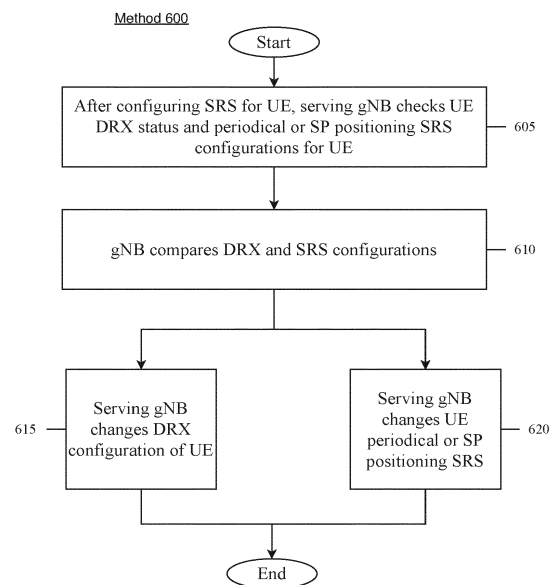 Method 600
Start
After configuring SRS for UE, serving gNB checks UE
DRX status and periodical or SP positioning SRS
configurations for UE
605
gNB compares DRX and SRS configurations
610
615
Serving gNB
changes DRX
configuration of UE
Serving gNB
changes UE
periodical or SP
positioning SRS
620
End